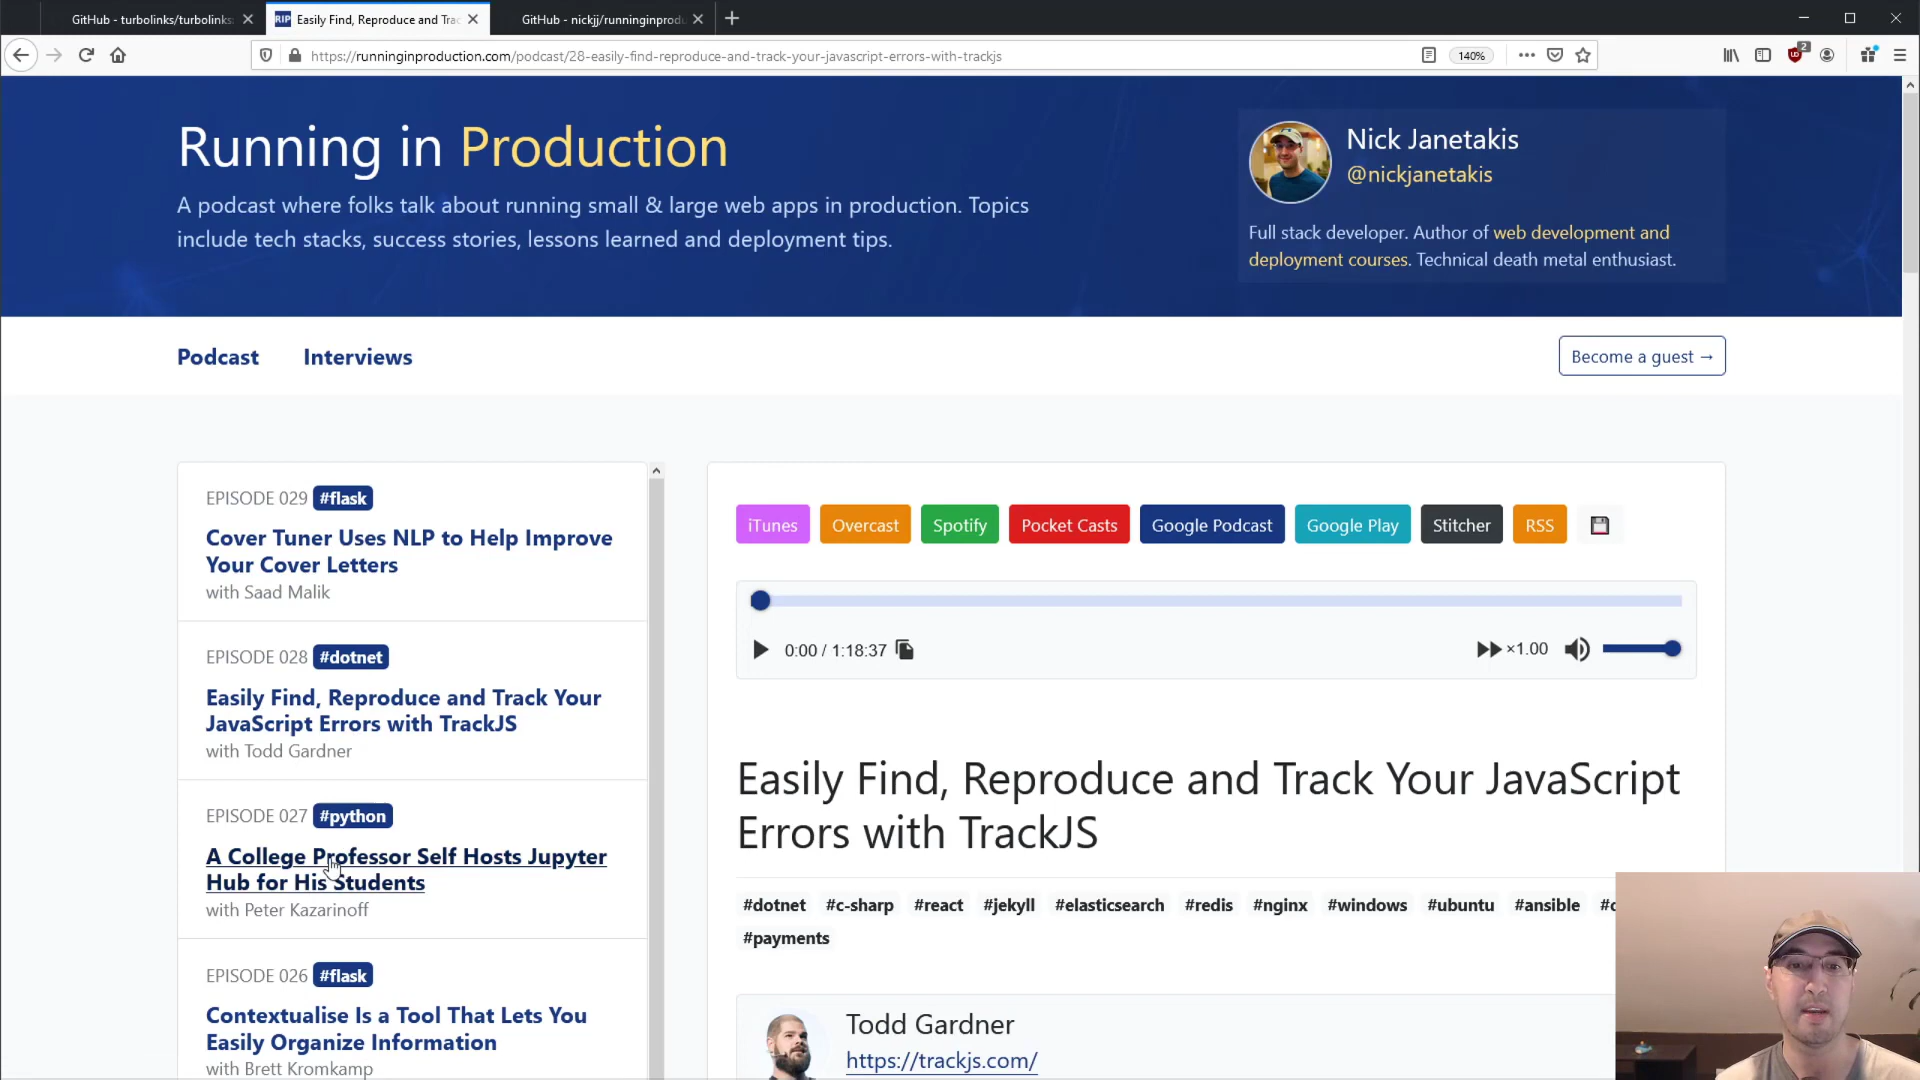 GitHub - turbolinks/turbolinks:
RIP Easily Find, Reproduce and Trac
GitHub - nickjj/runninginprodu
https://runninginproduction.com/podcast/28-easily-find-reproduce-and-track-your-javascript-errors-with-trackjs
140%
2
Running in Production
A podcast where folks talk about running small & large web apps in production. Topics
include tech stacks, success stories, lessons learned and deployment tips.
Nick Janetakis
@nickjanetakis
Full stack developer. Author of web development and
deployment courses. Technical death metal enthusiast.
Podcast Interviews
Become a guest →
EPISODE 029 #flask
Cover Tuner Uses NLP to Help Improve
Your Cover Letters
with Saad Malik
EPISODE 028 #dotnet
Easily Find, Reproduce and Track Your
JavaScript Errors with TrackJS
with Todd Gardner
EPISODE 027 #python
A College Professor Self Hosts Jupyter
Hub for His Students
with Peter Kazarinoff
EPISODE 026 #flask
Contextualise Is a Tool That Lets You
Easily Organize Information
with Brett Kromkamp
iTunes Overcast Spotify Pocket Casts Google Podcast Google Play Stitcher RSS
0:00 / 1:18:37
×1.00
Easily Find, Reproduce and Track Your JavaScript
Errors with TrackJS
#dotnet #c-sharp #react #jekyll #elasticsearch #redis #nginx #windows #ubuntu #ansible
#payments
Todd Gardner
https://trackjs.com/